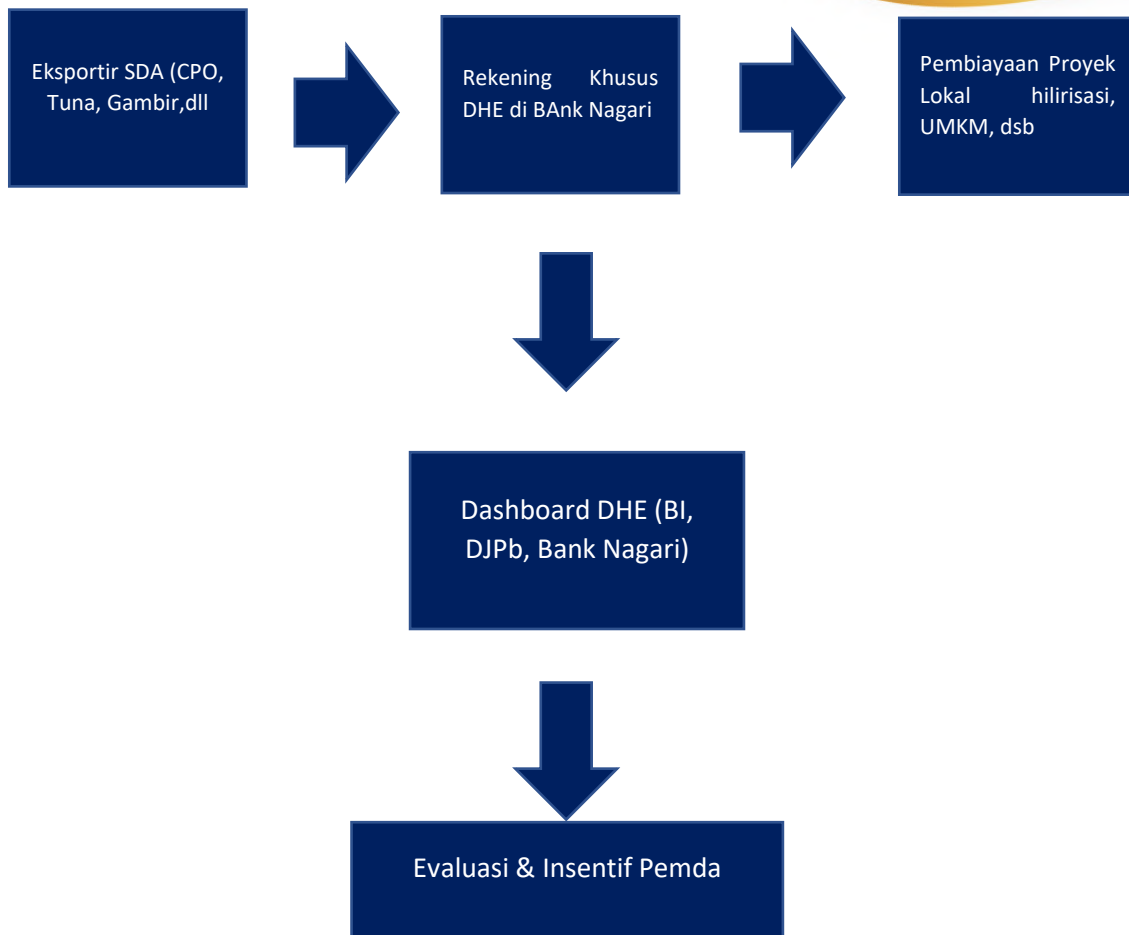 Eksportir SDA (CPO,
Tuna, Gambir,dll
Rekening Khusus
DHE di BAnk Nagari
Pembiayaan Proyek
Lokal hilirisasi,
UMKM, dsb
Dashboard DHE (BI,
DJPb, Bank Nagari)
Evaluasi & Insentif Pemda